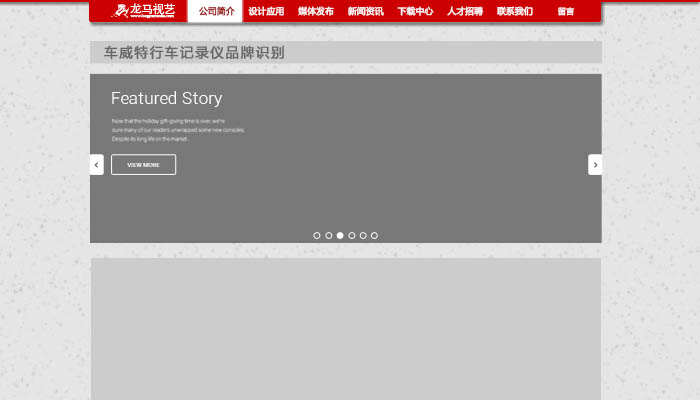 龙马视艺
公司简介 设计应用 媒体发布 新闻资讯 下载中心 人才招聘 联系我们 留言
车威特行车记录仪品牌识别
Featured Story
Now that the holiday gift-giving time is over, we're
sure many of our readers unwrapped some new consoles.
Despite its long life on the market...
VIEW MORE